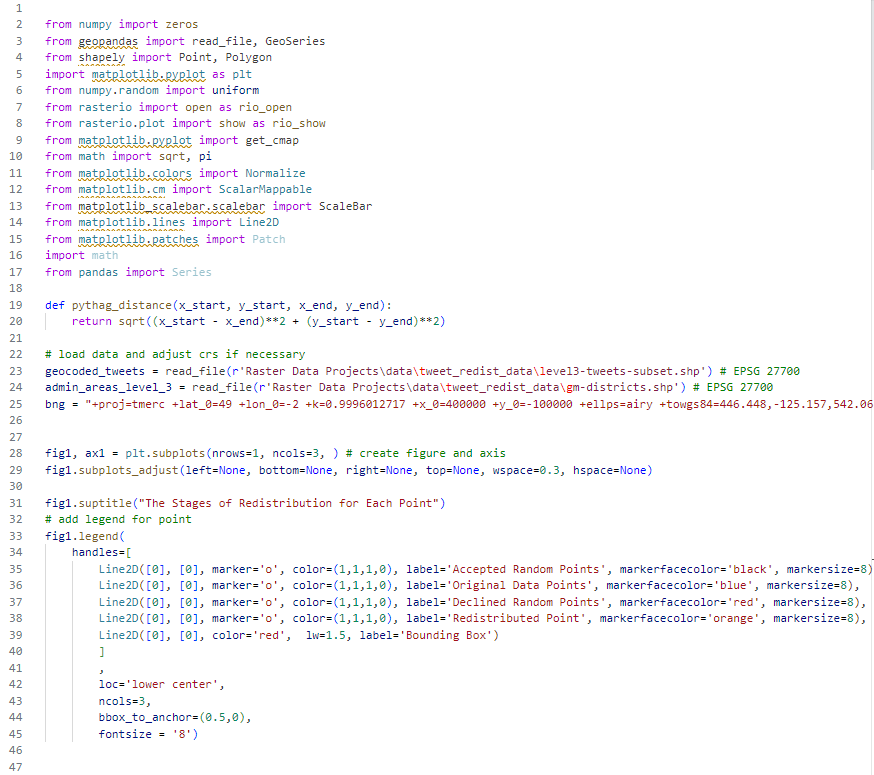 1
2 from numpy import zeros
3 from geopandas import read_file, GeoSeries
4 from shapely import Point, Polygon
5 import matplotlib.pyplot as plt
6 from numpy.random import uniform
7 from rasterio import open as rio_open
8 from rasterio.plot import show as rio_show
9 from matplotlib.pyplot import get_cmap
10 from math import sqrt, pi
11 from matplotlib.colors import Normalize
12 from matplotlib.cm import ScalarMappable
13 from matplotlib_scalebar.scalebar import ScaleBar
14 from matplotlib.lines import Line2D
15 from matplotlib.patches import Patch
16 import math
17 from pandas import Series
18
19 def pythag_distance(x_start, y_start, x_end, y_end):
20     return sqrt((x_start - x_end)**2 + (y_start - y_end)**2)
21
22 # load data and adjust crs if necessary
23 geocoded_tweets = read_file(r'Raster Data Projects\data\tweet_redist_data\level3-tweets-subset.shp') # EPSG 27700
24 admin_areas_level_3 = read_file(r'Raster Data Projects\data\tweet_redist_data\gm-districts.shp') # EPSG 27700
25 bng = "+proj=tmerc +lat_0=49 +lon_0=-2 +k=0.9996012717 +x_0=400000 +y_0=-100000 +ellps=airy +towgs84=446.448,-125.157,542.06
26
27
28 fig1, ax1 = plt.subplots(nrows=1, ncols=3, ) # create figure and axis
29 fig1.subplots_adjust(left=None, bottom=None, right=None, top=None, wspace=0.3, hspace=None)
30
31 fig1.suptitle("The Stages of Redistribution for Each Point")
32 # add legend for point
33 fig1.legend(
34     handles=[
35         Line2D([0], [0], marker='o', color=(1,1,1,0), label='Accepted Random Points', markerfacecolor='black', markersize=8)
36         Line2D([0], [0], marker='o', color=(1,1,1,0), label='Original Data Points', markerfacecolor='blue', markersize=8),
37         Line2D([0], [0], marker='o', color=(1,1,1,0), label='Declined Random Points', markerfacecolor='red', markersize=8),
38         Line2D([0], [0], marker='o', color=(1,1,1,0), label='Redistributed Point', markerfacecolor='orange', markersize=8),
39         Line2D([0], [0], color='red',  lw=1.5, label='Bounding Box')
40         ]
41         ,
42         loc='lower center',
43         ncols=3,
44         bbox_to_anchor=(0.5,0),
45         fontsize = '8')
46
47